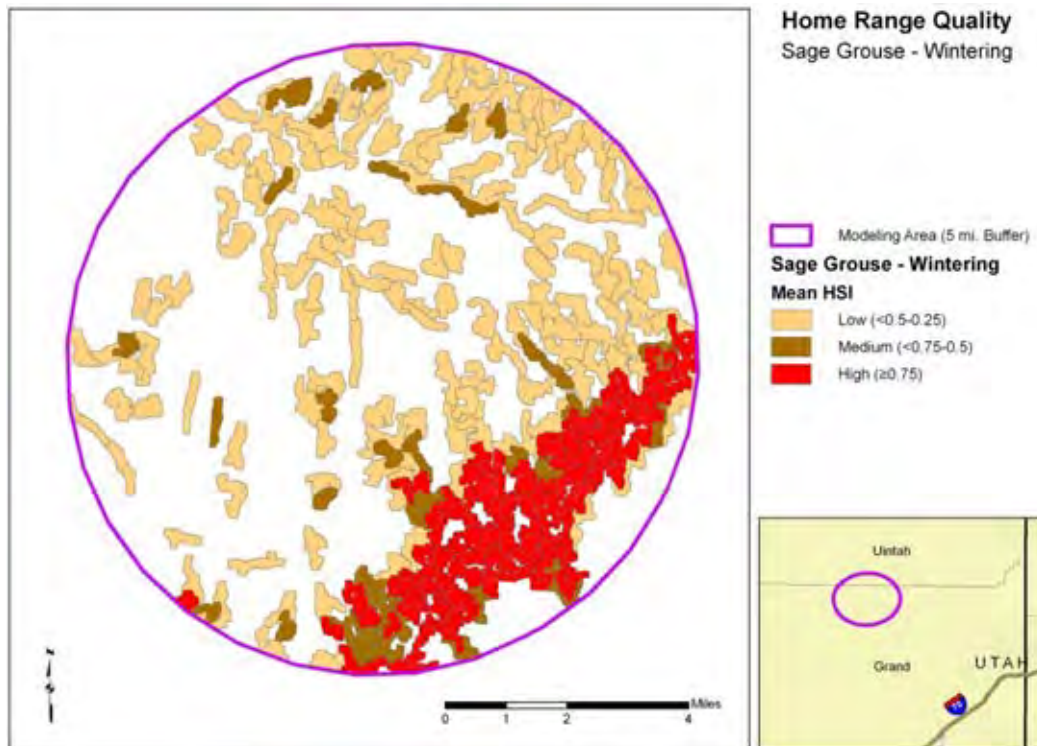 Home Range Quality
Sage Grouse - Wintering
Modeling Area (5 mi. Buffer)
Sage Grouse - Wintering
Mean HSI
Low (<0.5-0.25)
Medium (<0.75-0.5)
High (≥0.75)
Miles
0 1 2 4
Uintah
Grand
UTAH
70